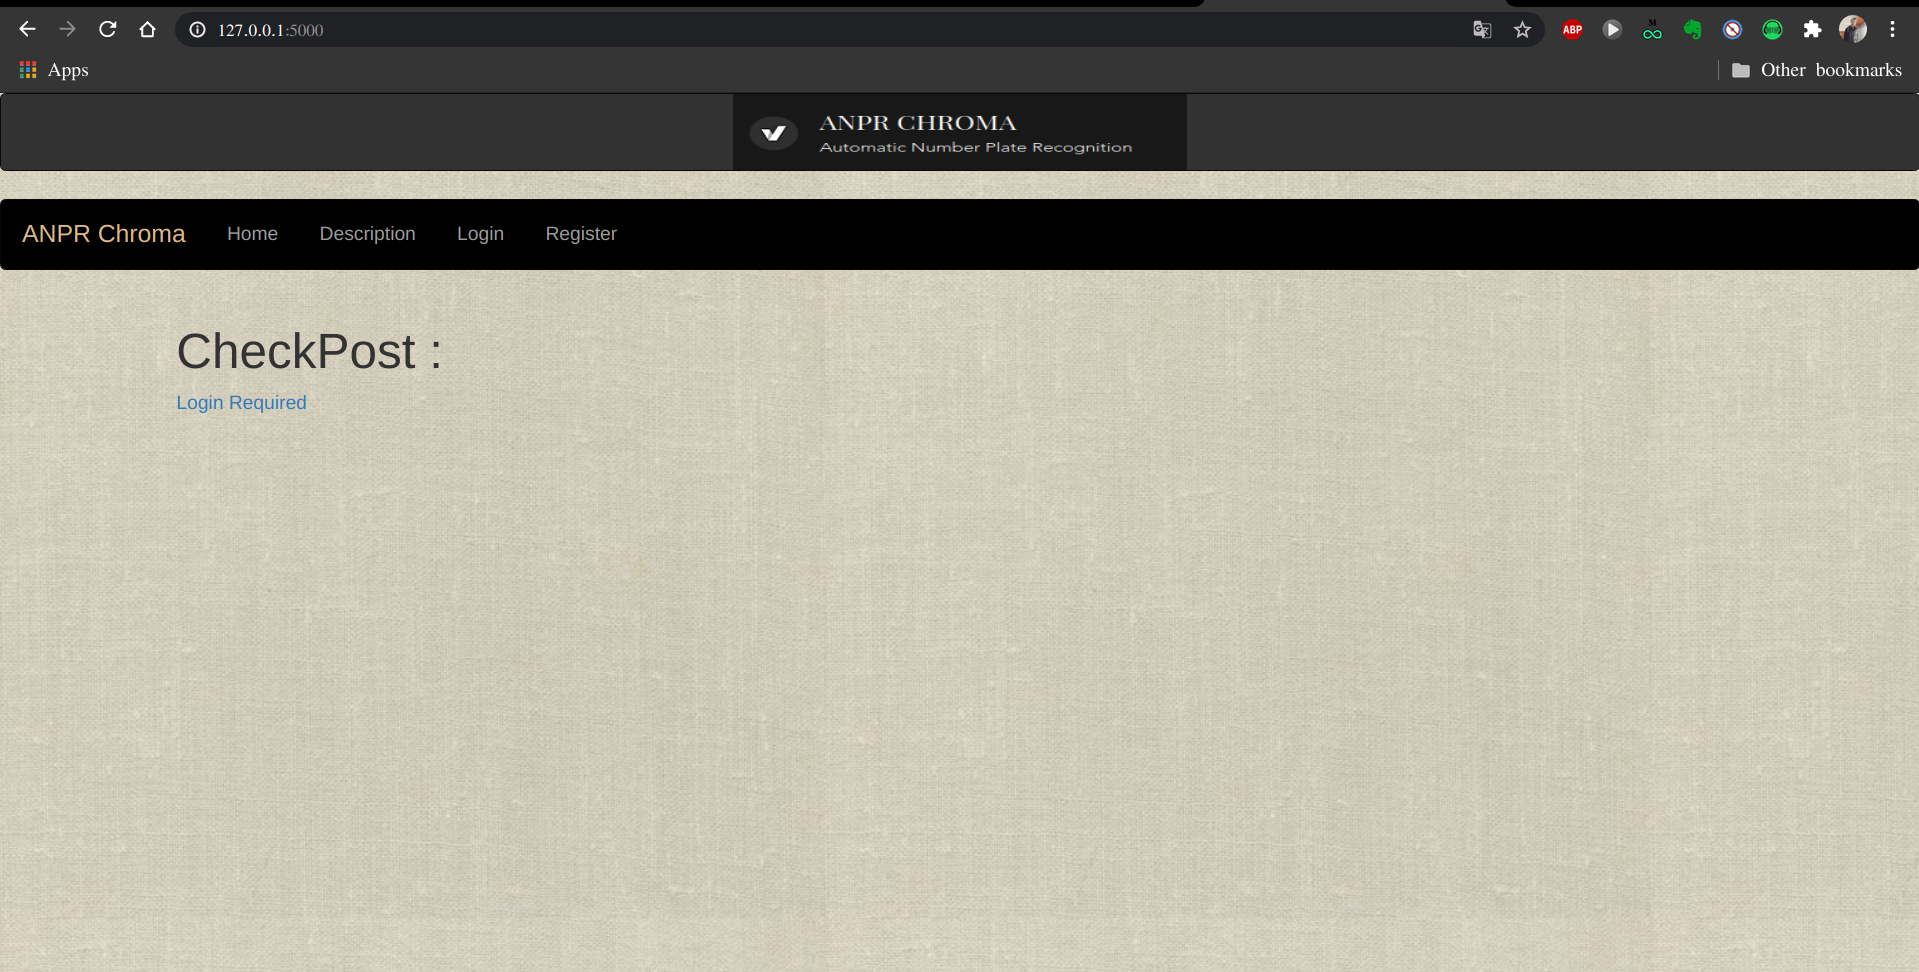 127.0.0.1:5000
ABP
M
Apps
Other bookmarks
ANPR CHROMA
Automatic Number Plate Recognition
ANPR Chroma Home Description Login Register
CheckPost :
Login Required